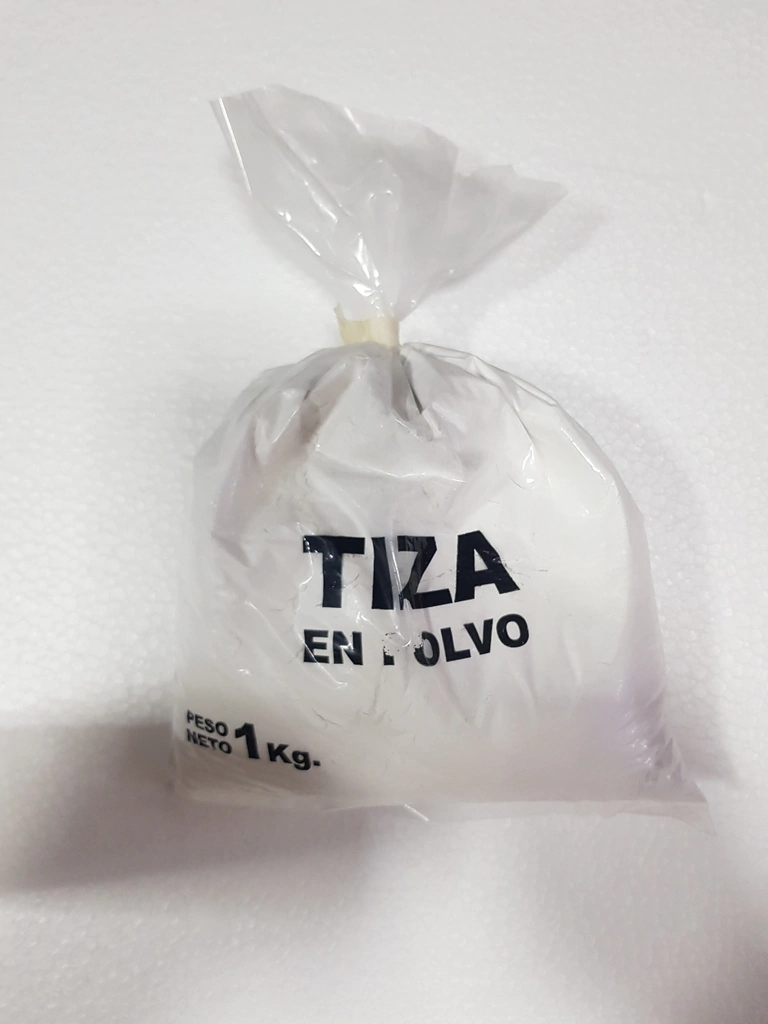 TIZA
EN POLVO
PESO
NETO 1 Kg.